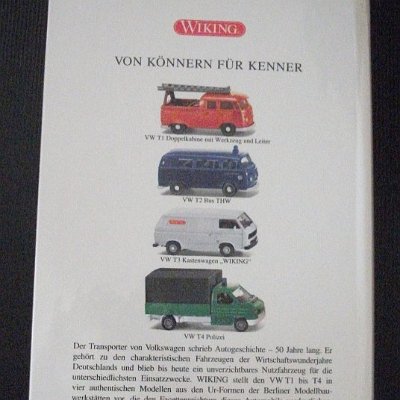 WIKING
VON KÖNNERN FÜR KENNER
VW T1 Doppelkabine mit Werkzeug und Leiter
VW T2 Bus THW
WIKING
VW T3 Kastenwagen „WIKING"
VW T4 Polizei
Der Transporter von Volkswagen schrieb Autogeschichte – 50 Jahre lang. Er
gehört zu den charakteristischen Fahrzeugen der Wirtschaftswunderjahre
Deutschlands und blieb bis heute ein unverzichtbares Nutzfahrzeug für die
unterschiedlichsten Einsatzzwecke. WIKING stellt den VW T1 bis T4 in
vier authentischen Modellen aus den Ur-Formen der Berliner Modellbau-